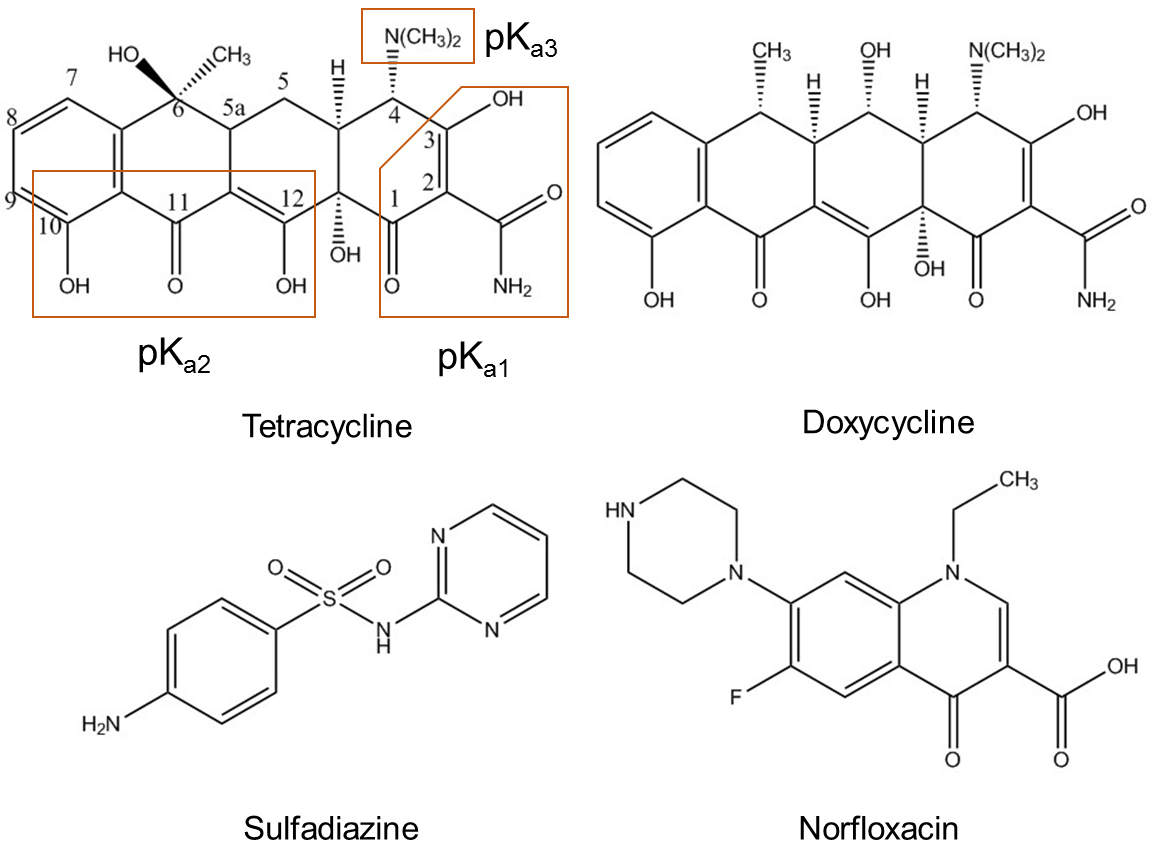 N(CH₃)₂ pKₐ₃
HO CH₃ H
7 6 5a 5 4 OH
8 3
9 10 11 12 1 2 O
OH O OH OH O NH₂
pKₐ₂ pKₐ₁
Tetracycline
CH₃ OH N(CH₃)₂
H H OH
O
OH O OH OH O NH₂
Doxycycline
O O N
S N H N
H₂N
Sulfadiazine
CH₃
HN
N N
F OH
O O
Norfloxacin